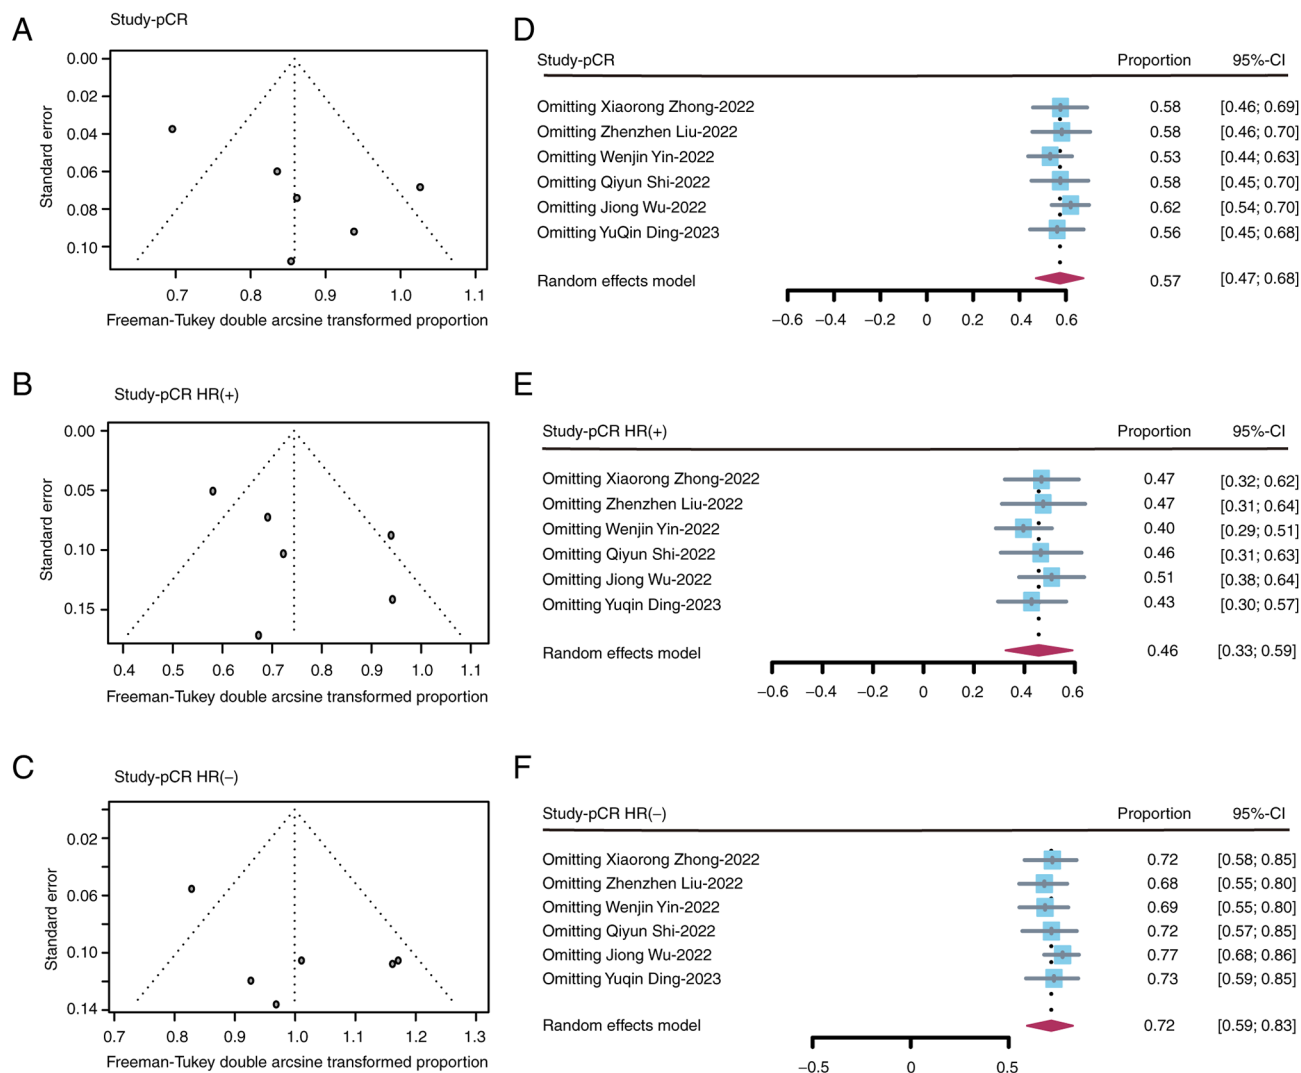 A
Study-pCR
Standard error
0.00
0.02
0.04
0.06
0.08
0.10
0.7 0.8 0.9 1.0 1.1
Freeman-Tukey double arcsine transformed proportion
D
Study-pCR Proportion 95%-CI
Omitting Xiaorong Zhong-2022 0.58 [0.46; 0.69]
Omitting Zhenzhen Liu-2022 0.58 [0.46; 0.70]
Omitting Wenjin Yin-2022 0.53 [0.44; 0.63]
Omitting Qiyun Shi-2022 0.58 [0.45; 0.70]
Omitting Jiong Wu-2022 0.62 [0.54; 0.70]
Omitting YuQin Ding-2023 0.56 [0.45; 0.68]
Random effects model 0.57 [0.47; 0.68]
−0.6 −0.4 −0.2 0 0.2 0.4 0.6
B
Study-pCR HR(+)
Standard error
0.00
0.05
0.10
0.15
0.4 0.5 0.6 0.7 0.8 0.9 1.0 1.1
Freeman-Tukey double arcsine transformed proportion
E
Study-pCR HR(+) Proportion 95%-CI
Omitting Xiaorong Zhong-2022 0.47 [0.32; 0.62]
Omitting Zhenzhen Liu-2022 0.47 [0.31; 0.64]
Omitting Wenjin Yin-2022 0.40 [0.29; 0.51]
Omitting Qiyun Shi-2022 0.46 [0.31; 0.63]
Omitting Jiong Wu-2022 0.51 [0.38; 0.64]
Omitting Yuqin Ding-2023 0.43 [0.30; 0.57]
Random effects model 0.46 [0.33; 0.59]
−0.6 −0.4 −0.2 0 0.2 0.4 0.6
C
Study-pCR HR(−)
Standard error
0.02
0.06
0.10
0.14
0.7 0.8 0.9 1.0 1.1 1.2 1.3
Freeman-Tukey double arcsine transformed proportion
F
Study-pCR HR(−) Proportion 95%-CI
Omitting Xiaorong Zhong-2022 0.72 [0.58; 0.85]
Omitting Zhenzhen Liu-2022 0.68 [0.55; 0.80]
Omitting Wenjin Yin-2022 0.69 [0.55; 0.80]
Omitting Qiyun Shi-2022 0.72 [0.57; 0.85]
Omitting Jiong Wu-2022 0.77 [0.68; 0.86]
Omitting Yuqin Ding-2023 0.73 [0.59; 0.85]
Random effects model 0.72 [0.59; 0.83]
−0.5 0 0.5